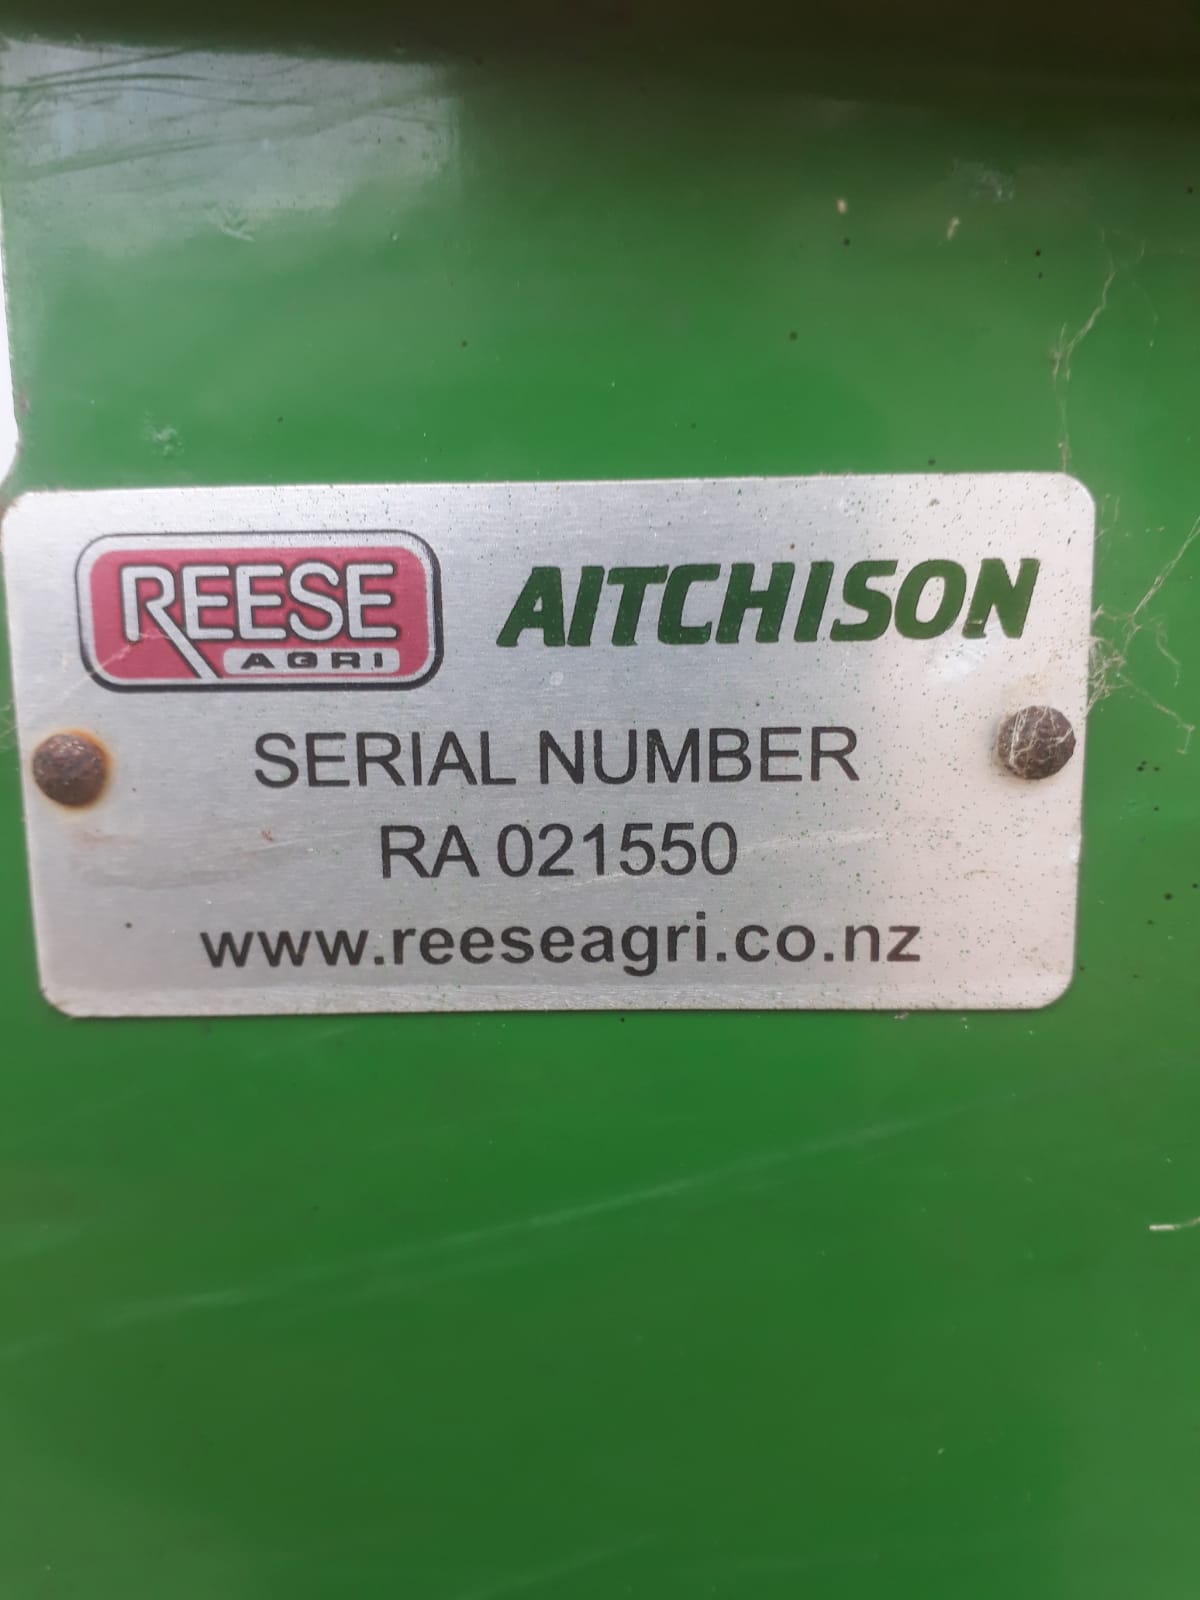 REESE AITCHISON
AGRI
SERIAL NUMBER
RA 021550
www.reeseagri.co.nz